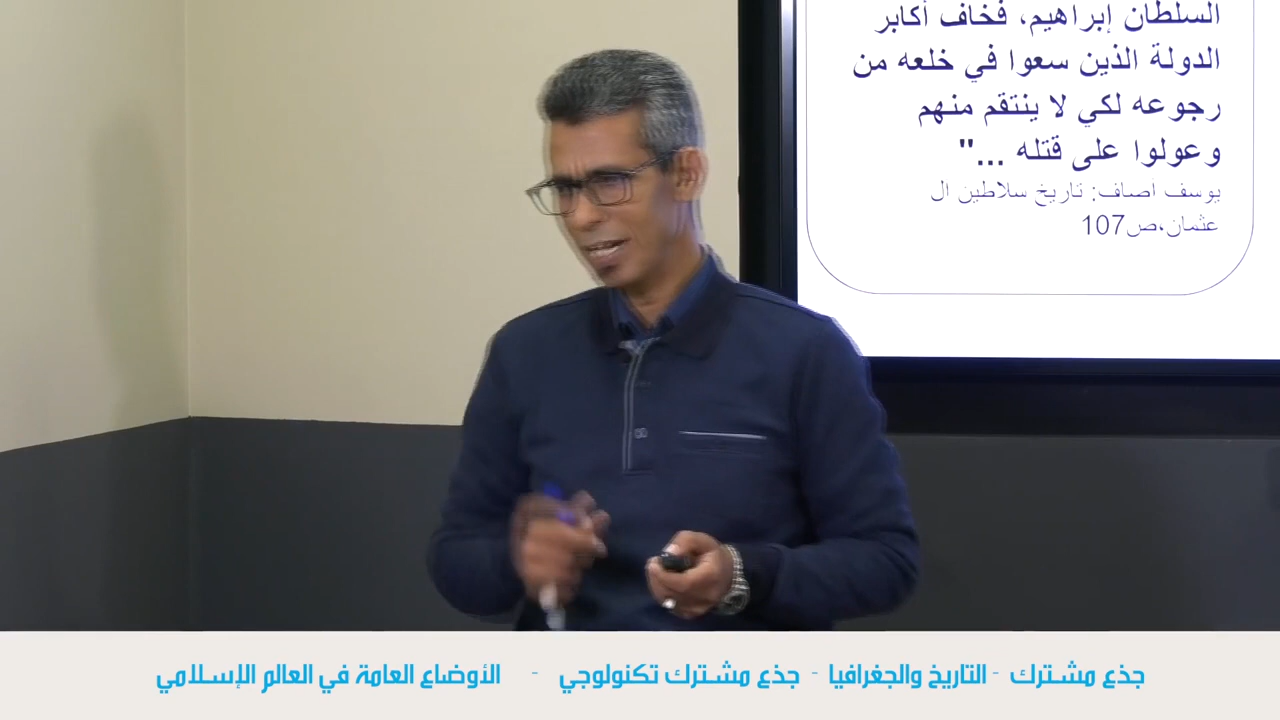 السلطان إبراهيم، فخاف أكابر
الدولة الذين سعوا في خلعه من
رجوعه لكي لا ينتقم منهم
وعولوا على قتله ..."
يوسف أصاف: تاريخ سلاطين ال
عثمان،ص107
جذع مشترك - التاريخ والجغرافيا - جذع مشترك تكنولوجي - الأوضاع العامة في العالم الإسلامي